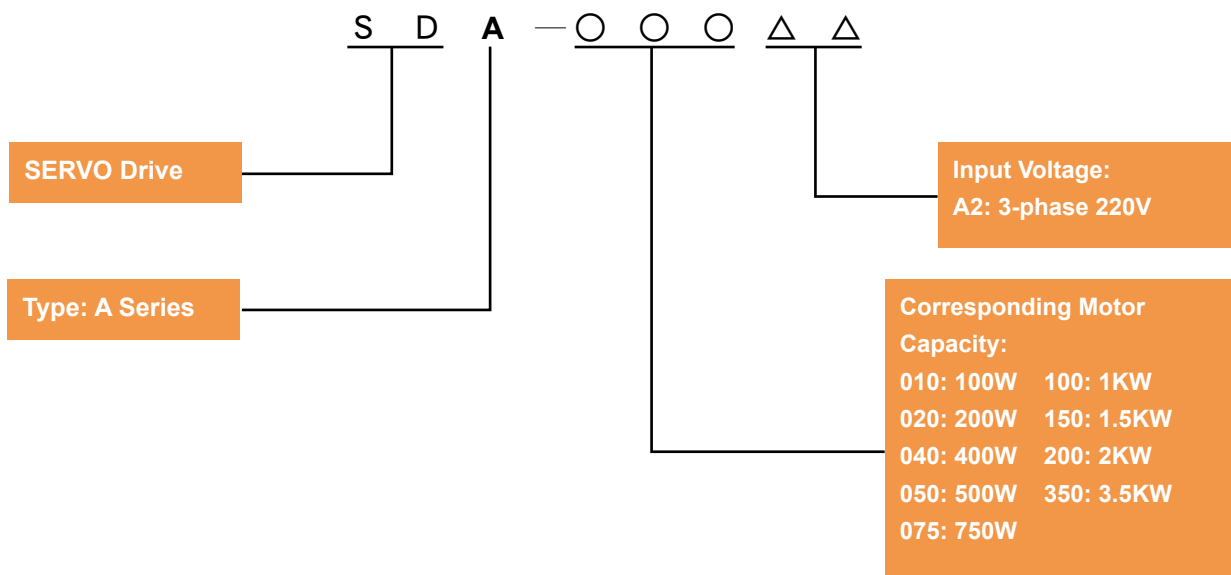 S D A — ○ ○ ○ △ △
SERVO Drive
Type: A Series
Input Voltage:
A2: 3-phase 220V
Corresponding Motor
Capacity:
010: 100W 100: 1KW
020: 200W 150: 1.5KW
040: 400W 200: 2KW
050: 500W 350: 3.5KW
075: 750W